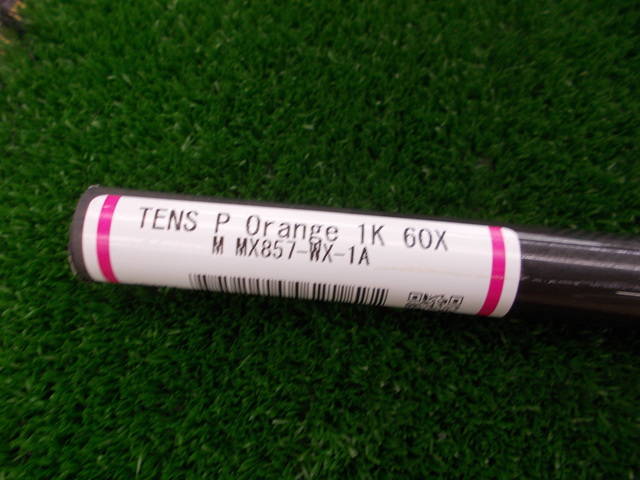 TENS P Orange 1K 60X
M MX857-WX-1A